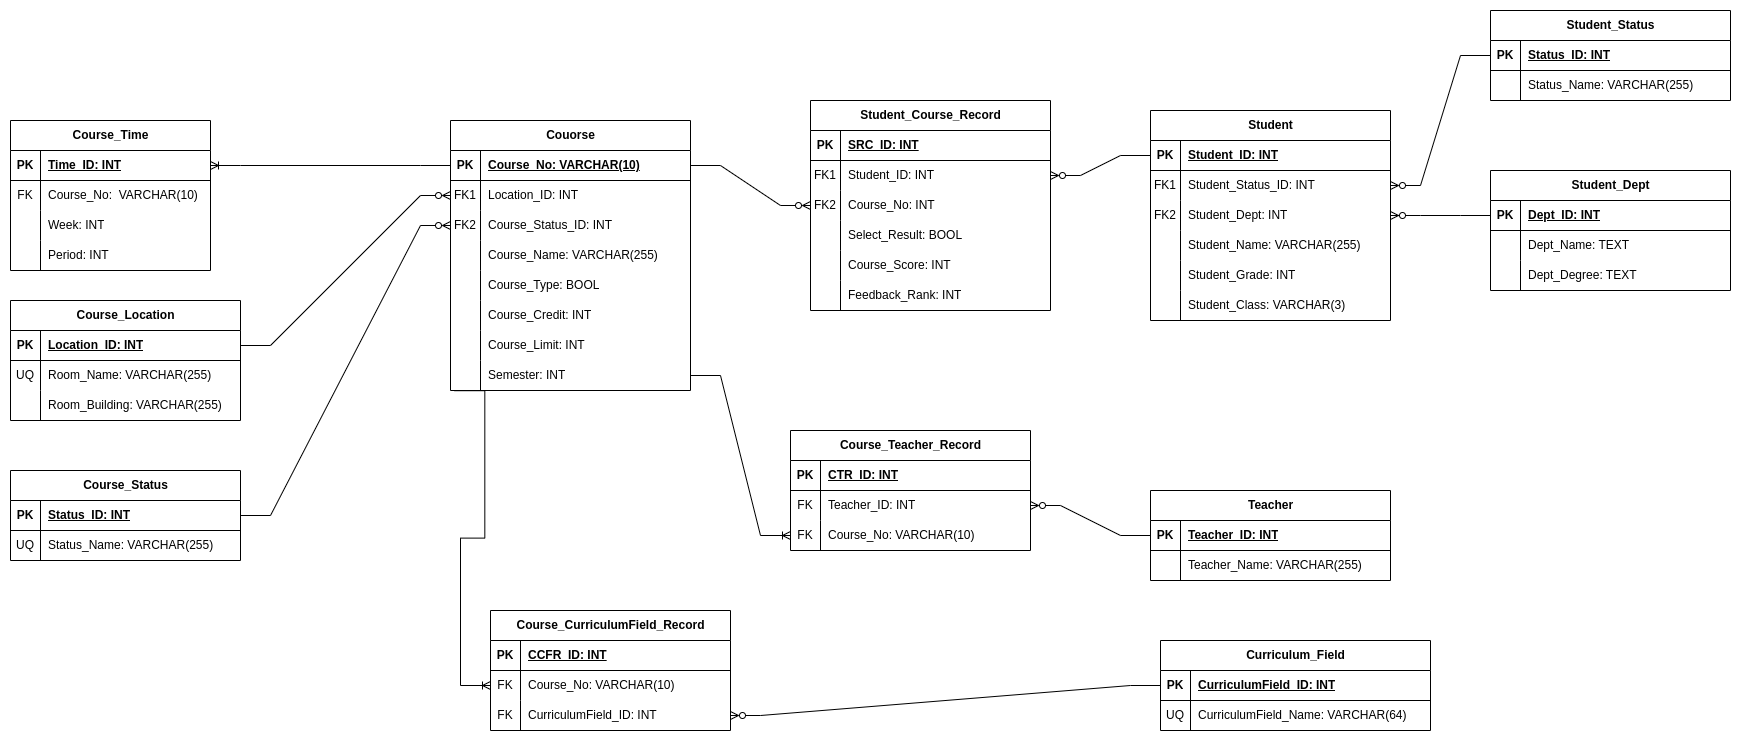 Student_Status
PK Status_ID: INT
Status_Name: VARCHAR(255)
Course_Time
PK Time_ID: INT
FK Course_No:  VARCHAR(10)
Week: INT
Period: INT
Couorse
PK Course_No: VARCHAR(10)
FK1 Location_ID: INT
FK2 Course_Status_ID: INT
Course_Name: VARCHAR(255)
Course_Type: BOOL
Course_Credit: INT
Course_Limit: INT
Semester: INT
Student_Course_Record
PK SRC_ID: INT
FK1 Student_ID: INT
FK2 Course_No: INT
Select_Result: BOOL
Course_Score: INT
Feedback_Rank: INT
Student
PK Student_ID: INT
FK1 Student_Status_ID: INT
FK2 Student_Dept: INT
Student_Name: VARCHAR(255)
Student_Grade: INT
Student_Class: VARCHAR(3)
Student_Dept
PK Dept_ID: INT
Dept_Name: TEXT
Dept_Degree: TEXT
Course_Location
PK Location_ID: INT
UQ Room_Name: VARCHAR(255)
Room_Building: VARCHAR(255)
Course_Status
PK Status_ID: INT
UQ Status_Name: VARCHAR(255)
Course_Teacher_Record
PK CTR_ID: INT
FK Teacher_ID: INT
FK Course_No: VARCHAR(10)
Teacher
PK Teacher_ID: INT
Teacher_Name: VARCHAR(255)
Course_CurriculumField_Record
PK CCFR_ID: INT
FK Course_No: VARCHAR(10)
FK CurriculumField_ID: INT
Curriculum_Field
PK CurriculumField_ID: INT
UQ CurriculumField_Name: VARCHAR(64)